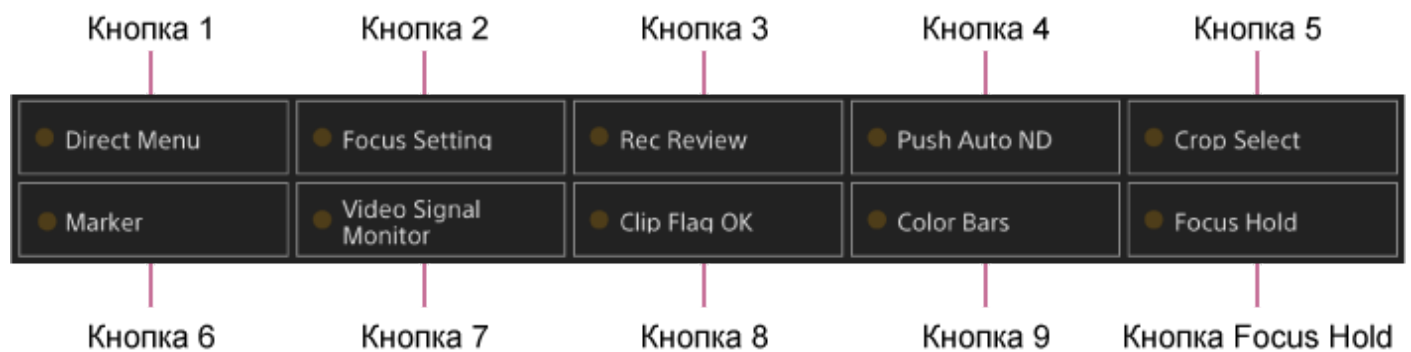 Кнопка 1 Кнопка 2 Кнопка 3 Кнопка 4 Кнопка 5
Direct Menu Focus Setting Rec Review Push Auto ND Crop Select
Marker Video Signal Monitor Clip Flag OK Color Bars Focus Hold
Кнопка 6 Кнопка 7 Кнопка 8 Кнопка 9 Кнопка Focus Hold